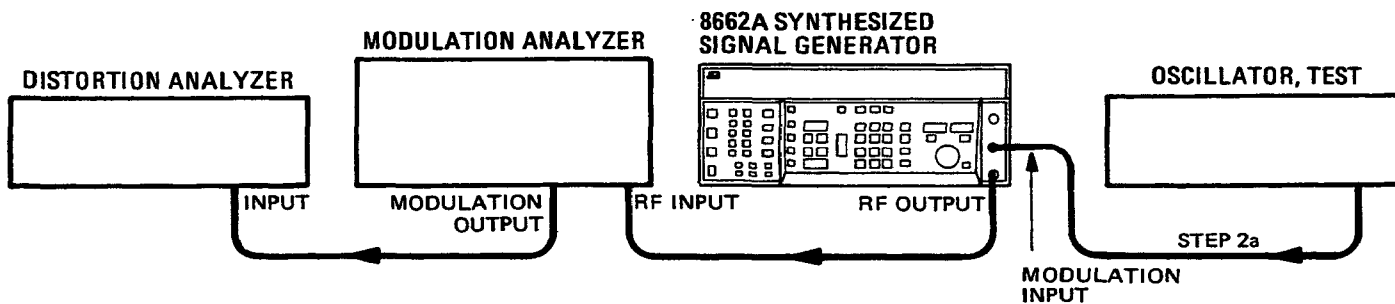 8662A SYNTHESIZED
SIGNAL GENERATOR
MODULATION ANALYZER
DISTORTION ANALYZER
OSCILLATOR, TEST
INPUT
MODULATION
OUTPUT
RF INPUT
RF OUTPUT
STEP 2a
MODULATION
INPUT